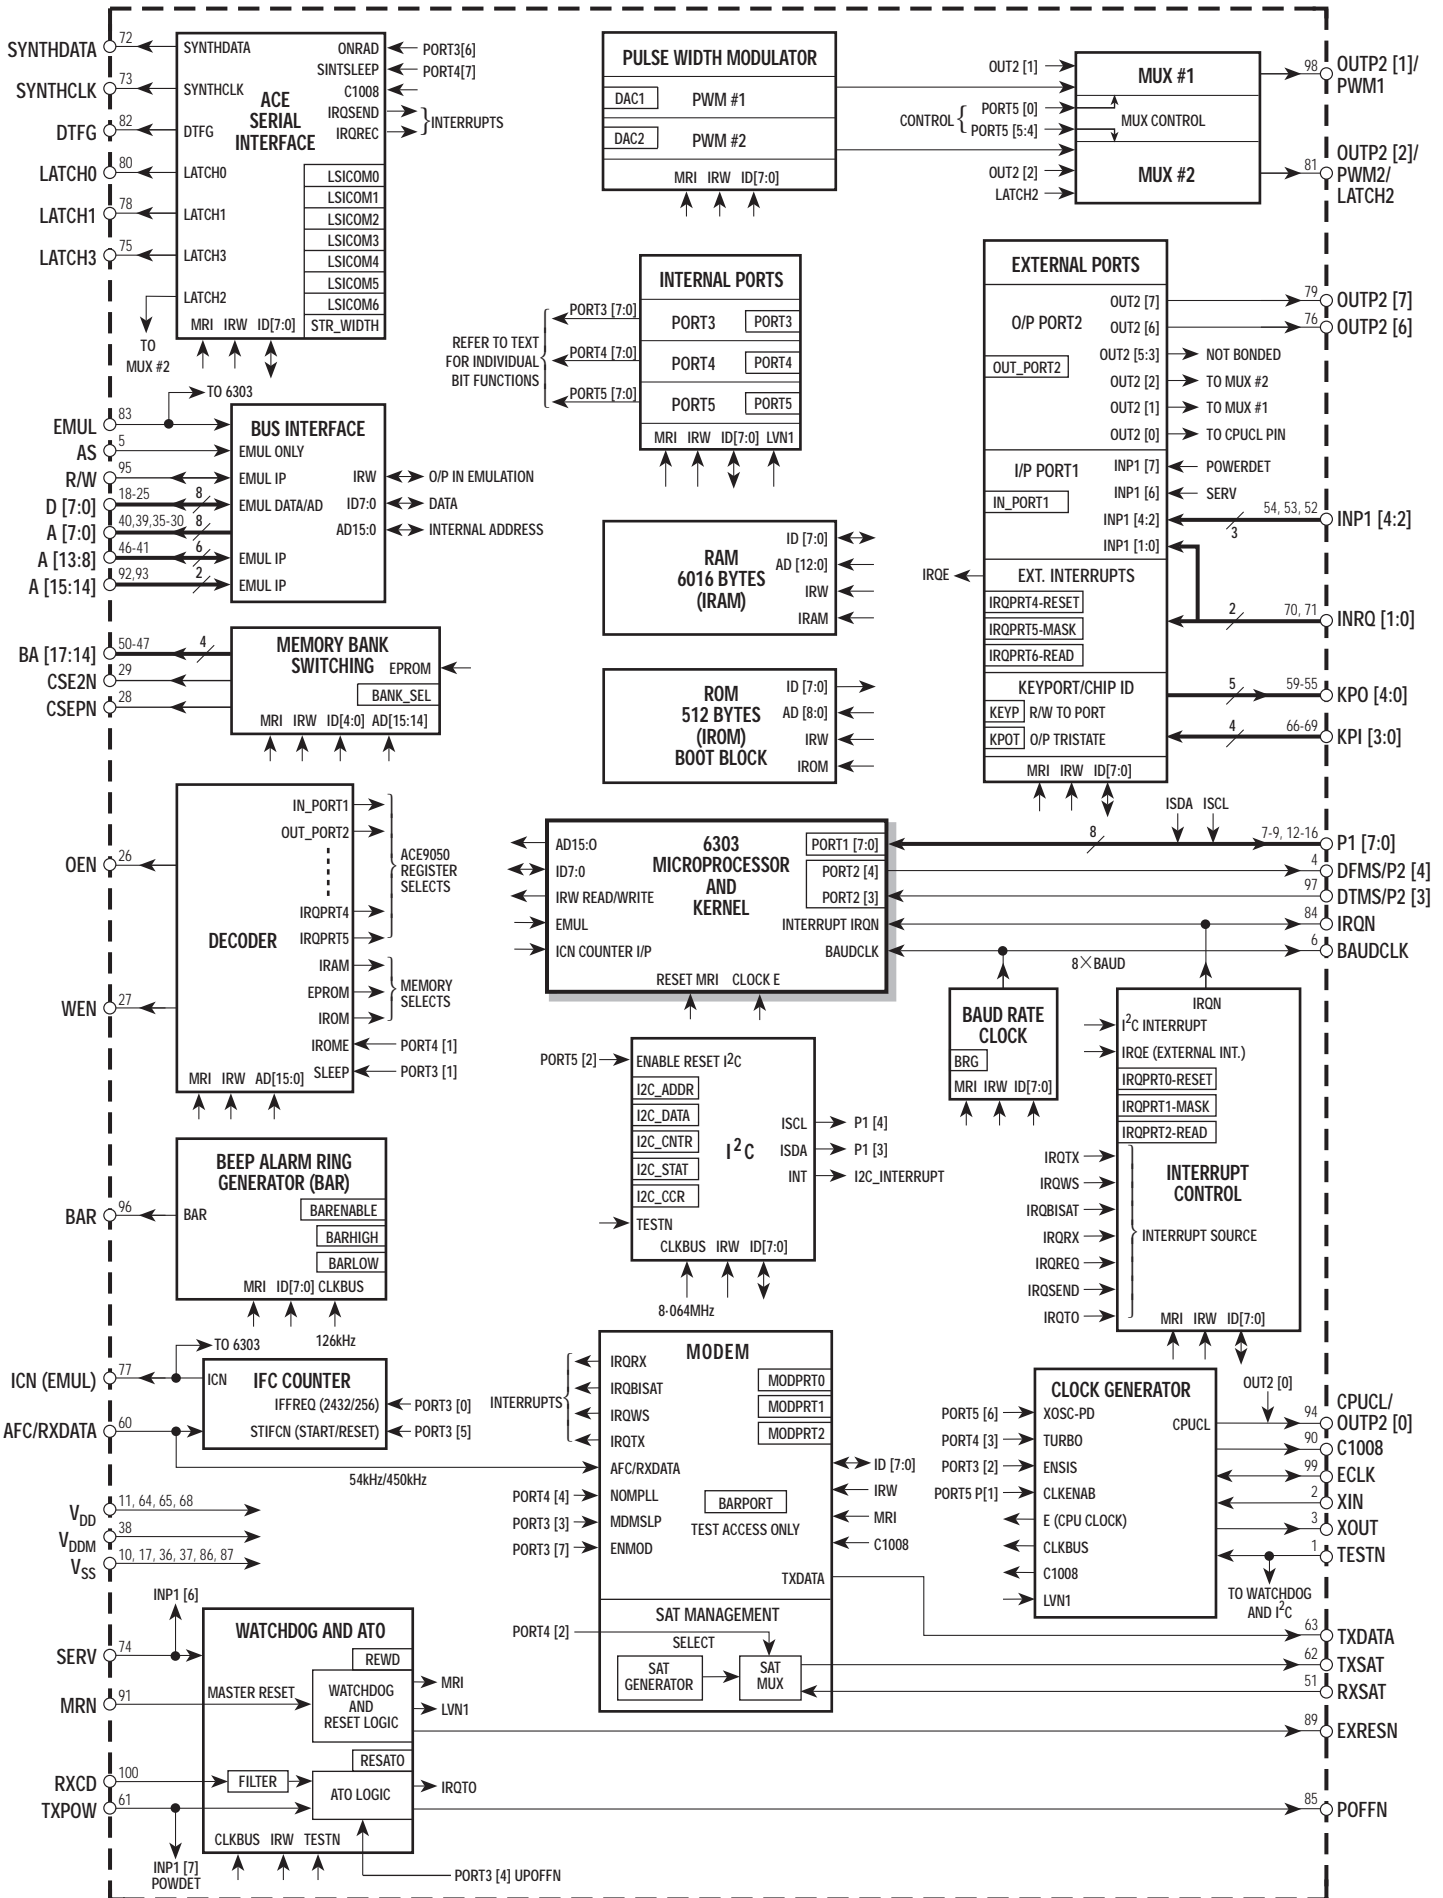 SYNTHDATA 72
SYNTHCLK 73
DTFG 82
LATCH0 80
LATCH1 78
LATCH3 75
SYNTHDATA
SYNTHCLK
DTFG
LATCH0
LATCH1
LATCH3
LATCH2
ACE
SERIAL
INTERFACE
ONRAD PORT3[6]
SINTSLEEP PORT4[7]
C1008
IRQSEND
IRQREC
INTERRUPTS
LSICOM0
LSICOM1
LSICOM2
LSICOM3
LSICOM4
LSICOM5
LSICOM6
STR_WIDTH
MRI IRW ID[7:0]
TO
MUX #2
PULSE WIDTH MODULATOR
DAC1 PWM #1
DAC2 PWM #2
MRI IRW ID[7:0]
OUT2 [1]
CONTROL { PORT5 [0]
PORT5 [5:4]
OUT2 [2]
LATCH2
MUX #1
MUX CONTROL
MUX #2
98 OUTP2 [1]/
PWM1
81 OUTP2 [2]/
PWM2/
LATCH2
INTERNAL PORTS
PORT3 [7:0] PORT3 PORT3
PORT4 [7:0] PORT4 PORT4
PORT5 [7:0] PORT5 PORT5
REFER TO TEXT
FOR INDIVIDUAL
BIT FUNCTIONS
MRI IRW ID[7:0] LVN1
EXTERNAL PORTS
O/P PORT2
OUT_PORT2
OUT2 [7] 79 OUTP2 [7]
OUT2 [6] 76 OUTP2 [6]
OUT2 [5:3] NOT BONDED
OUT2 [2] TO MUX #2
OUT2 [1] TO MUX #1
OUT2 [0] TO CPUCL PIN
I/P PORT1
IN_PORT1
INP1 [7] POWERDET
INP1 [6] SERV
INP1 [4:2] 3 54, 53, 52 INP1 [4:2]
INP1 [1:0]
IRQE
EXT. INTERRUPTS
IRQPRT4-RESET
IRQPRT5-MASK
IRQPRT6-READ
2 70, 71 INRQ [1:0]
KEYPORT/CHIP ID
KEYP R/W TO PORT
KPOT O/P TRISTATE
5 59-55 KPO [4:0]
4 66-69 KPI [3:0]
MRI IRW ID[7:0]
TO 6303
EMUL 83
AS 5
R/W 95
D [7:0] 18-25 8
A [7:0] 40,39,35-30 8
A [13:8] 46-41 6
A [15:14] 92,93 2
BUS INTERFACE
EMUL ONLY
EMUL IP
EMUL DATA/AD
EMUL IP
EMUL IP
IRW O/P IN EMULATION
ID7:0 DATA
AD15:0 INTERNAL ADDRESS
RAM
6016 BYTES
(IRAM)
ID [7:0]
AD [12:0]
IRW
IRAM
BA [17:14] 50-47 4
CSE2N 29
CSEPN 28
MEMORY BANK
SWITCHING
EPROM
BANK_SEL
MRI IRW ID[4:0] AD[15:14]
ROM
512 BYTES
(IROM)
BOOT BLOCK
ID [7:0]
AD [8:0]
IRW
IROM
OEN 26
WEN 27
DECODER
IN_PORT1
OUT_PORT2
IRQPRT4
IRQPRT5
ACE9050
REGISTER
SELECTS
IRAM
EPROM
IROM
MEMORY
SELECTS
IROME PORT4 [1]
SLEEP PORT3 [1]
MRI IRW AD[15:0]
6303
MICROPROCESSOR
AND
KERNEL
AD15:O
ID7:0
IRW READ/WRITE
EMUL
ICN COUNTER I/P
PORT1 [7:0]
PORT2 [4]
PORT2 [3]
INTERRUPT IRQN
BAUDCLK
RESET MRI CLOCK E
ISDA ISCL
8 7-9, 12-16 P1 [7:0]
4 DFMS/P2 [4]
97 DTMS/P2 [3]
84 IRQN
6 BAUDCLK
8×BAUD
BAUD RATE
CLOCK
BRG
MRI IRW ID[7:0]
IRQN
I2C INTERRUPT
IRQE (EXTERNAL INT.)
IRQPRT0-RESET
IRQPRT1-MASK
IRQPRT2-READ
INTERRUPT
CONTROL
IRQTX
IRQWS
IRQBISAT
IRQRX
IRQREQ
IRQSEND
IRQTO
INTERRUPT SOURCE
MRI IRW ID[7:0]
PORT5 [2] ENABLE RESET I2C
I2C_ADDR
I2C_DATA
I2C_CNTR
I2C_STAT
I2C_CCR
I2C
ISCL P1 [4]
ISDA P1 [3]
INT I2C_INTERRUPT
TESTN
CLKBUS IRW ID[7:0]
8·064MHz
BAR 96
BEEP ALARM RING
GENERATOR (BAR)
BAR
BARENABLE
BARHIGH
BARLOW
MRI ID[7:0] CLKBUS
126kHz
TO 6303
ICN (EMUL) 77
AFC/RXDATA 60
ICN IFC COUNTER
IFFREQ (2432/256) PORT3 [0]
STIFCN (START/RESET) PORT3 [5]
54kHz/450kHz
MODEM
INTERRUPTS
IRQRX
IRQBISAT
IRQWS
IRQTX
AFC/RXDATA
PORT4 [4] NOMPLL
PORT3 [3] MDMSLP
PORT3 [7] ENMOD
MODPRT0
MODPRT1
MODPRT2
BARPORT
TEST ACCESS ONLY
ID [7:0]
IRW
MRI
C1008
TXDATA
SAT MANAGEMENT
PORT4 [2] SELECT
SAT
GENERATOR
SAT
MUX
CLOCK GENERATOR
PORT5 [6] XOSC-PD
PORT4 [3] TURBO
PORT3 [2] ENSIS
PORT5 P[1] CLKENAB
E (CPU CLOCK)
CLKBUS
C1008
LVN1
CPUCL
OUT2 [0]
94 CPUCL/
OUTP2 [0]
90 C1008
99 ECLK
2 XIN
3 XOUT
1 TESTN
TO WATCHDOG
AND I2C
63 TXDATA
62 TXSAT
51 RXSAT
89 EXRESN
85 POFFN
VDD 11, 64, 65, 68
VDDM 38
VSS 10, 17, 36, 37, 86, 87
INP1 [6]
SERV 74
MRN 91
RXCD 100
TXPOW 61
INP1 [7]
POWDET
WATCHDOG AND ATO
REWD
MASTER RESET
WATCHDOG
AND
RESET LOGIC
MRI
LVN1
RESATO
FILTER
ATO LOGIC
IRQTO
CLKBUS IRW TESTN
PORT3 [4] UPOFFN